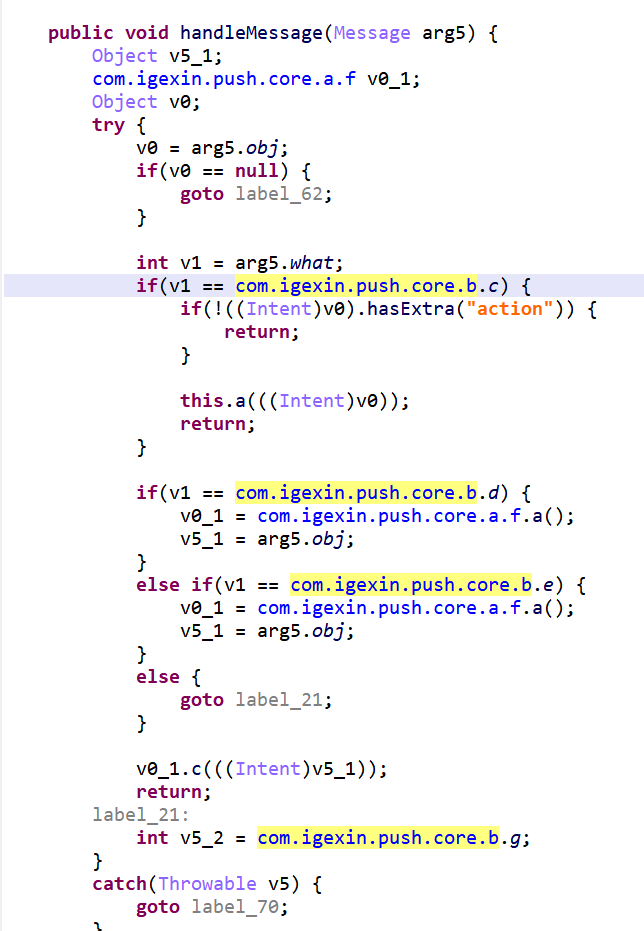 public void handleMessage(Message arg5) {
Object v5_1;
com.igexin.push.core.a.f v0_1;
Object v0;
try {
v0 = arg5.obj;
if(v0 == null) {
goto label_62;
}
int v1 = arg5.what;
if(v1 == com.igexin.push.core.b.c) {
if(!((Intent)v0).hasExtra("action")) {
return;
}
this.a(((Intent)v0));
return;
}
if(v1 == com.igexin.push.core.b.d) {
v0_1 = com.igexin.push.core.a.f.a();
v5_1 = arg5.obj;
}
else if(v1 == com.igexin.push.core.b.e) {
v0_1 = com.igexin.push.core.a.f.a();
v5_1 = arg5.obj;
}
else {
goto label_21;
}
v0_1.c(((Intent)v5_1));
return;
label_21:
int v5_2 = com.igexin.push.core.b.g;
}
catch(Throwable v5) {
goto label_70;
}